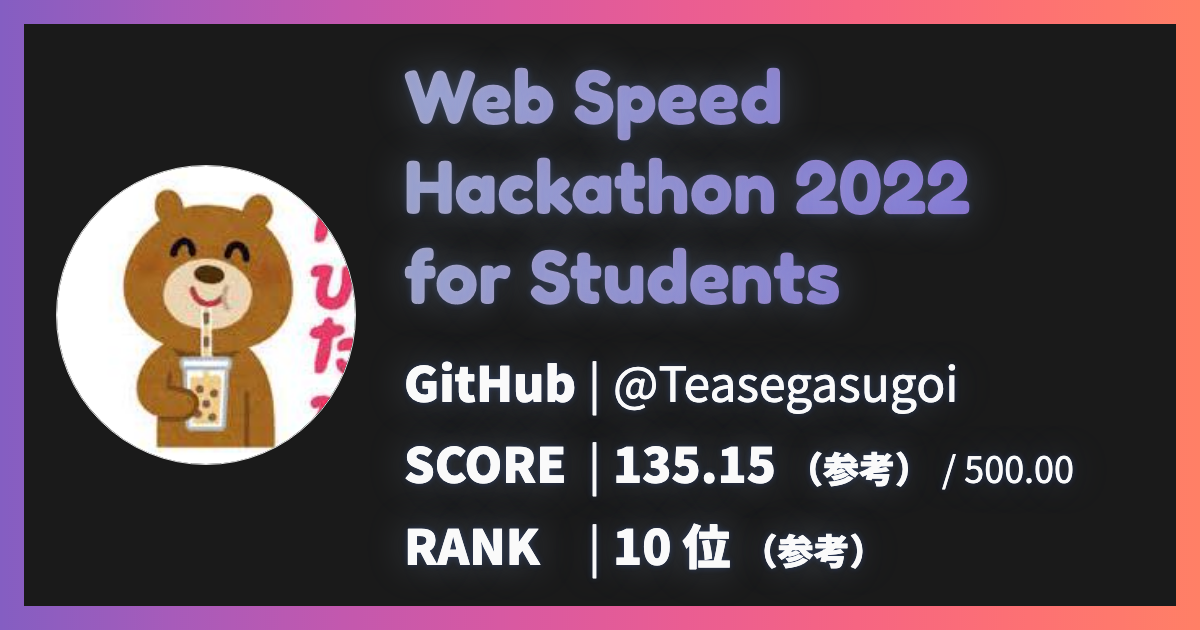 Web Speed
Hackathon 2022
for Students
GitHub | @Teasegasugoi
SCORE | 135.15 （参考） / 500.00
RANK | 10 位 （参考）